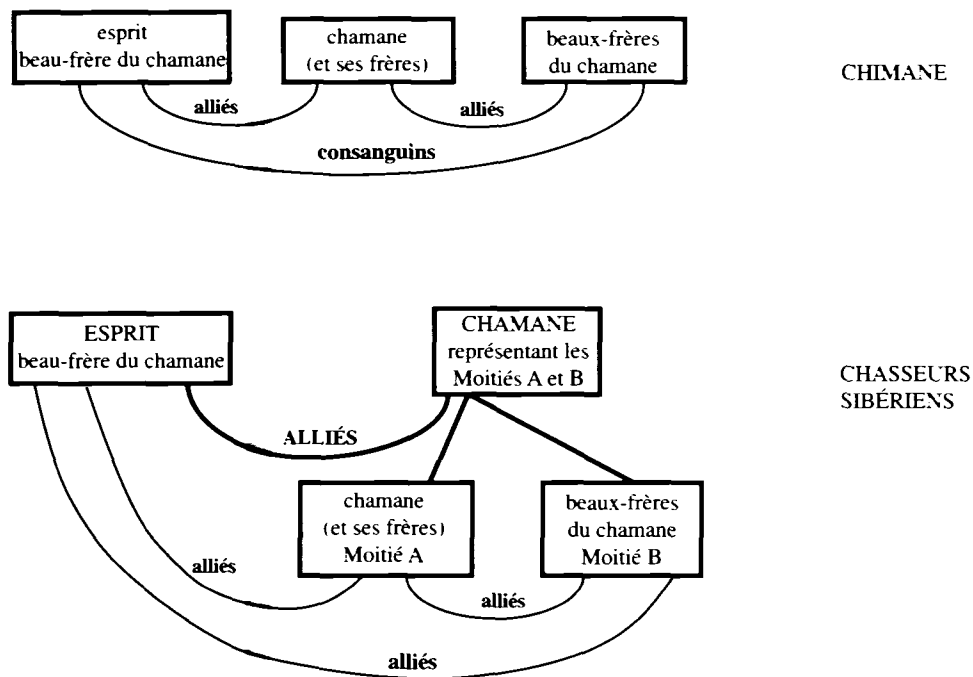 esprit
beau-frère du chamane
chamane
(et ses frères)
beaux-frères
du chamane
CHIMANE
alliés
alliés
consanguins
ESPRIT
beau-frère du chamane
CHAMANE
représentant les
Moitiés A et B
CHASSEURS
SIBÉRIENS
ALLIÉS
chamane
(et ses frères)
Moitié A
beaux-frères
du chamane
Moitié B
alliés
alliés
alliés